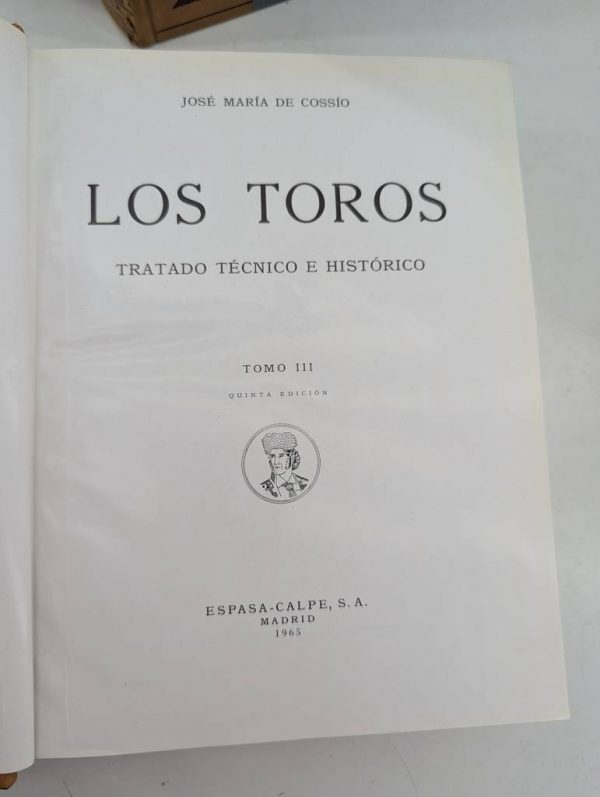 JOSÉ MARÍA DE COSSÍO
LOS TOROS
TRATADO TÉCNICO E HISTÓRICO
TOMO III
QUINTA EDICIÓN
ESPASA-CALPE, S. A.
MADRID
1965